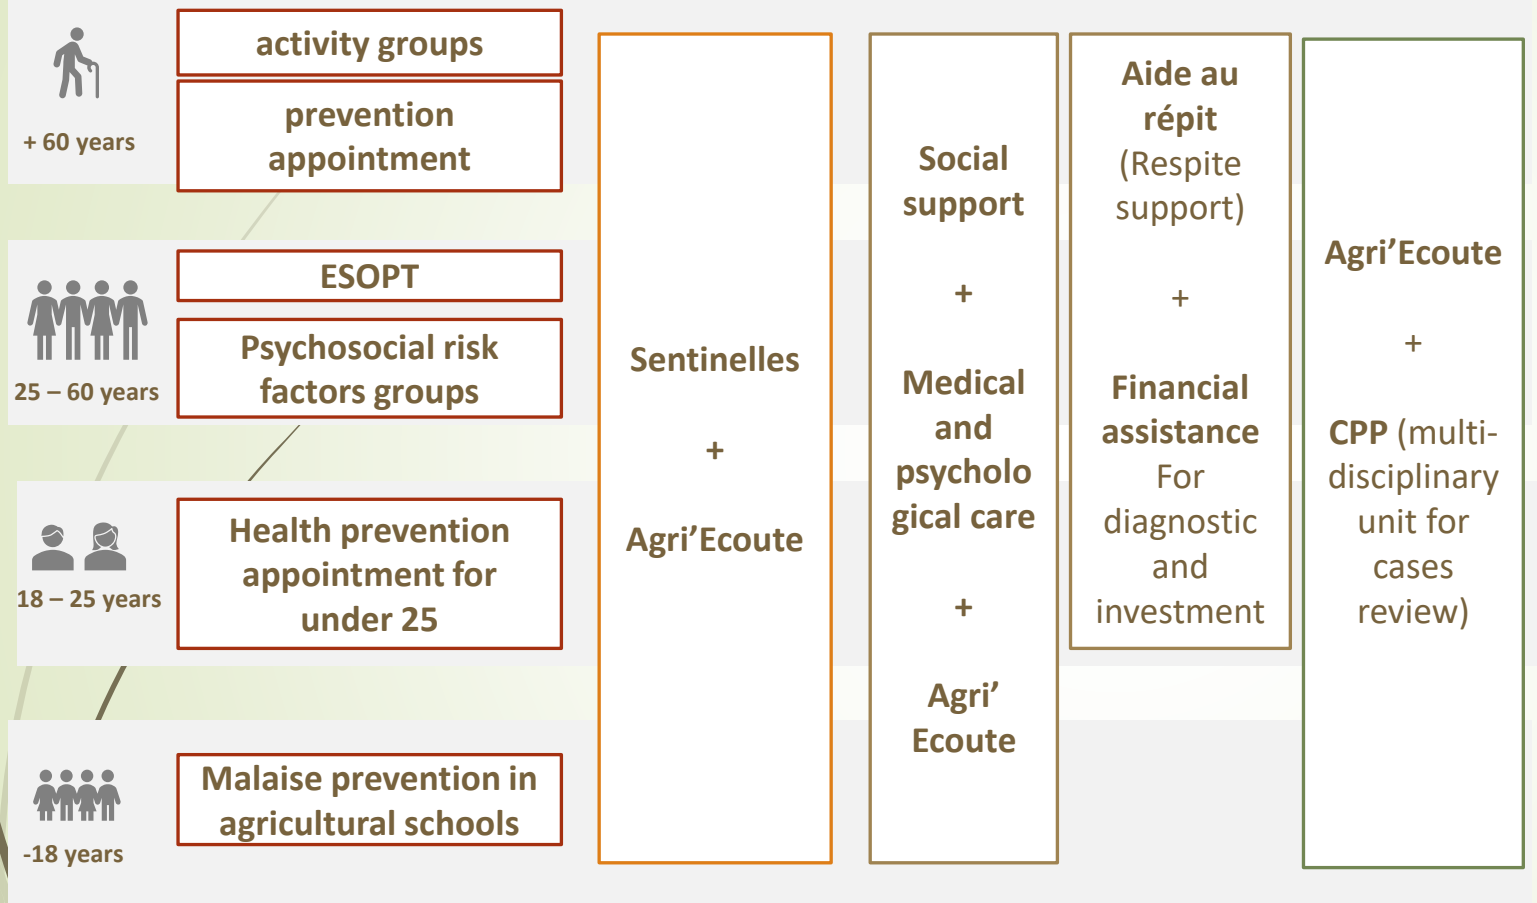 activity groups
prevention
appointment
+ 60 years
ESOPT
Psychosocial risk
factors groups
25 – 60 years
Health prevention
appointment for
under 25
18 – 25 years
Malaise prevention in
agricultural schools
-18 years
Sentinelles
+
Agri’Ecoute
Social
support
+
Medical
and
psycholo
gical care
+
Agri’
Ecoute
Aide au
répit
(Respite
support)
+
Financial
assistance
For
diagnostic
and
investment
Agri’Ecoute
+
CPP (multi-
disciplinary
unit for
cases
review)